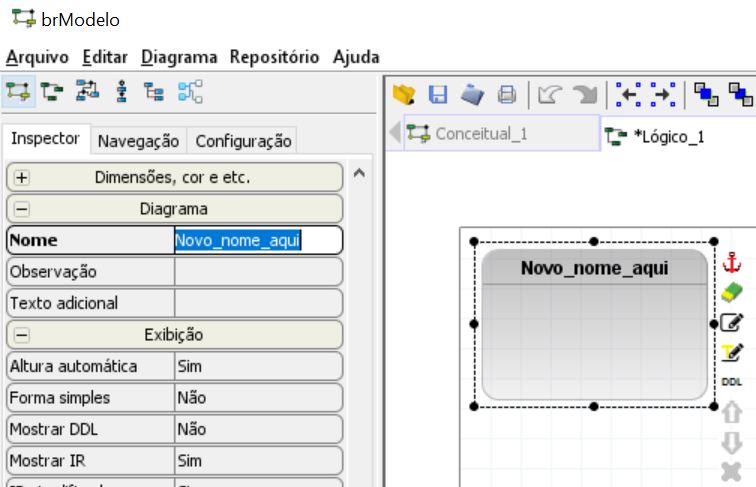 brModelo
Arquivo Editar Diagrama Repositório Ajuda
Inspector Navegação Configuração
Conceitual_1 *Lógico_1
Dimensões, cor e etc.
Diagrama
Nome Novo_nome_aqui
Observação
Texto adicional
Exibição
Altura automática Sim
Forma simples Não
Mostrar DDL Não
Mostrar IR Sim
Novo_nome_aqui
DDL